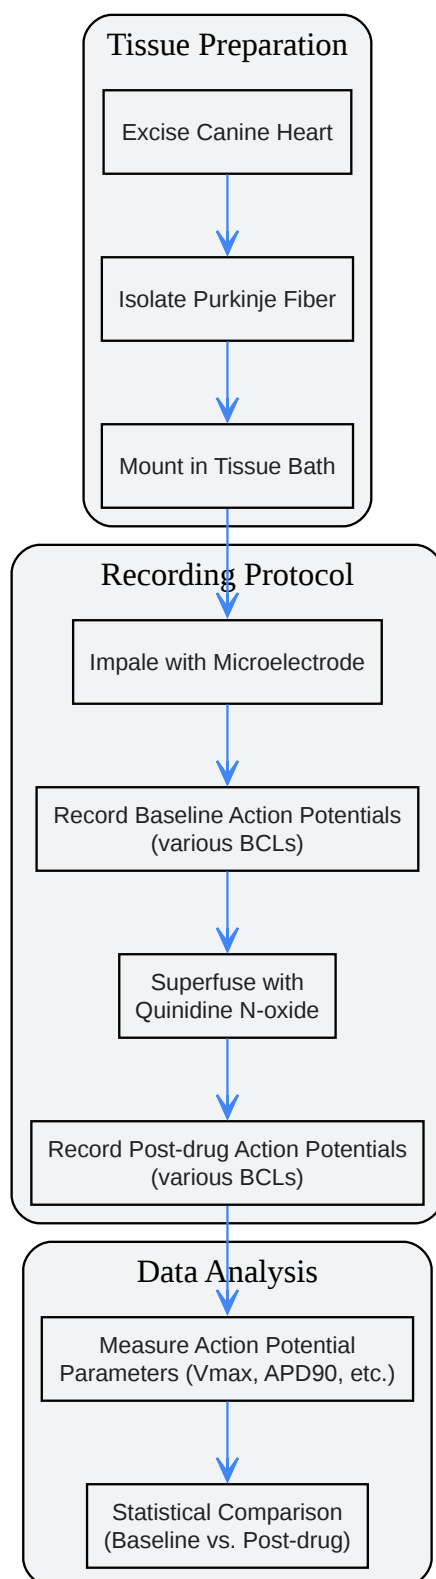 Tissue Preparation
Excise Canine Heart
Isolate Purkinje Fiber
Mount in Tissue Bath
Recording Protocol
Impale with Microelectrode
Record Baseline Action Potentials
(various BCLs)
Superfuse with
Quinidine N-oxide
Record Post-drug Action Potentials
(various BCLs)
Data Analysis
Measure Action Potential
Parameters (Vmax, APD90, etc.)
Statistical Comparison
(Baseline vs. Post-drug)